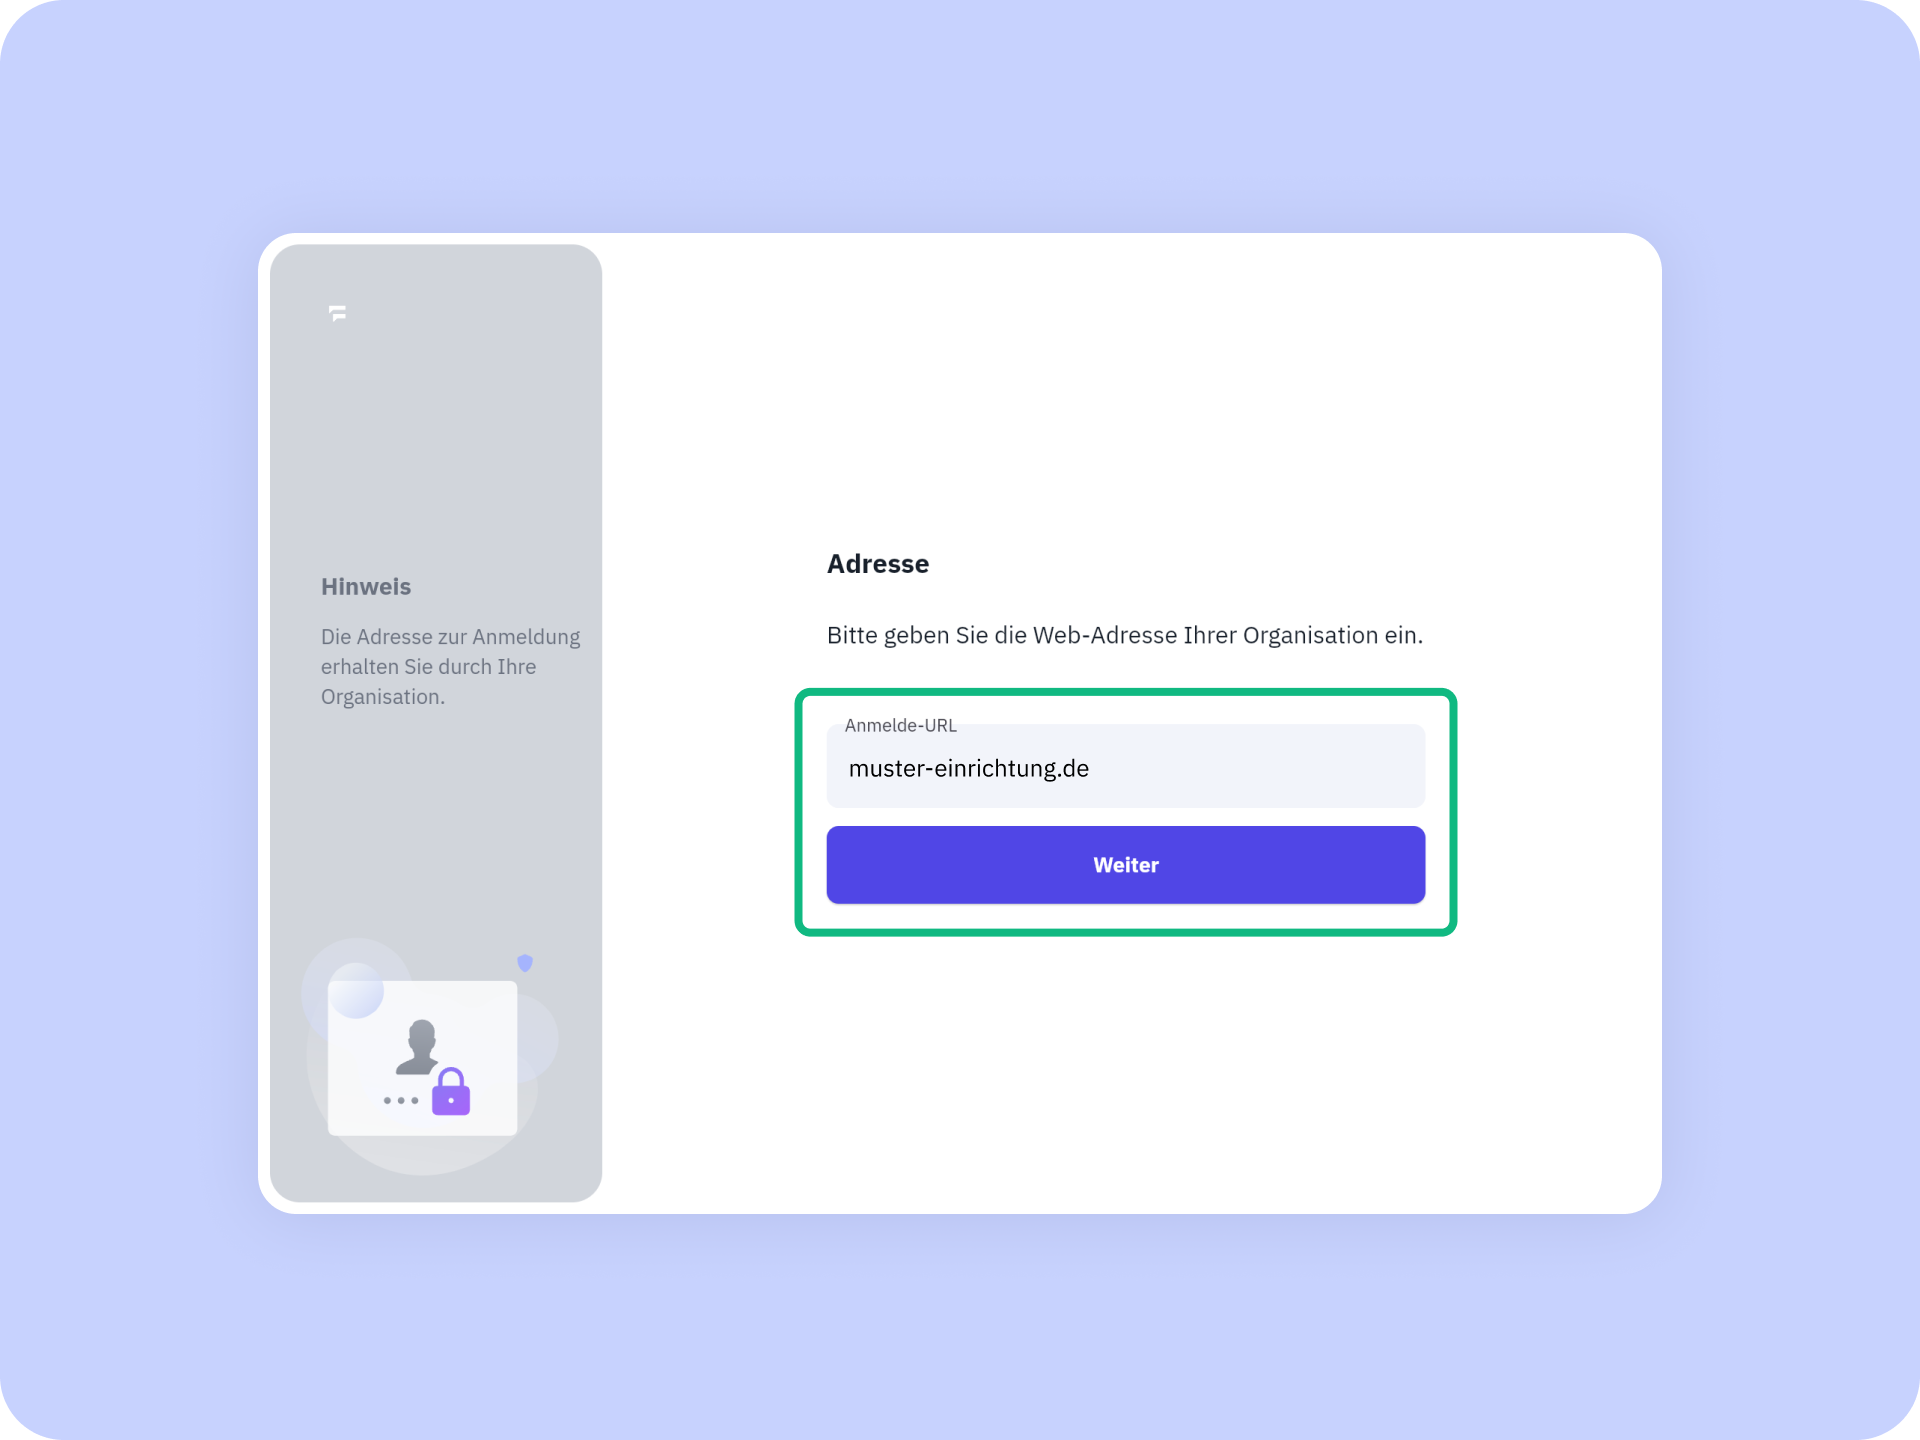 Hinweis
Die Adresse zur Anmeldung
erhalten Sie durch Ihre
Organisation.
Adresse
Bitte geben Sie die Web-Adresse Ihrer Organisation ein.
Anmelde-URL
muster-einrichtung.de
Weiter